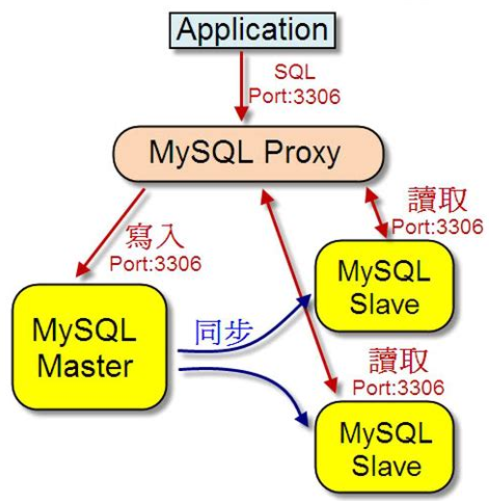 Application
SQL
Port:3306
MySQL Proxy
寫入
Port:3306
讀取
Port:3306
MySQL
Slave
MySQL
Master
同步
讀取
Port:3306
MySQL
Slave